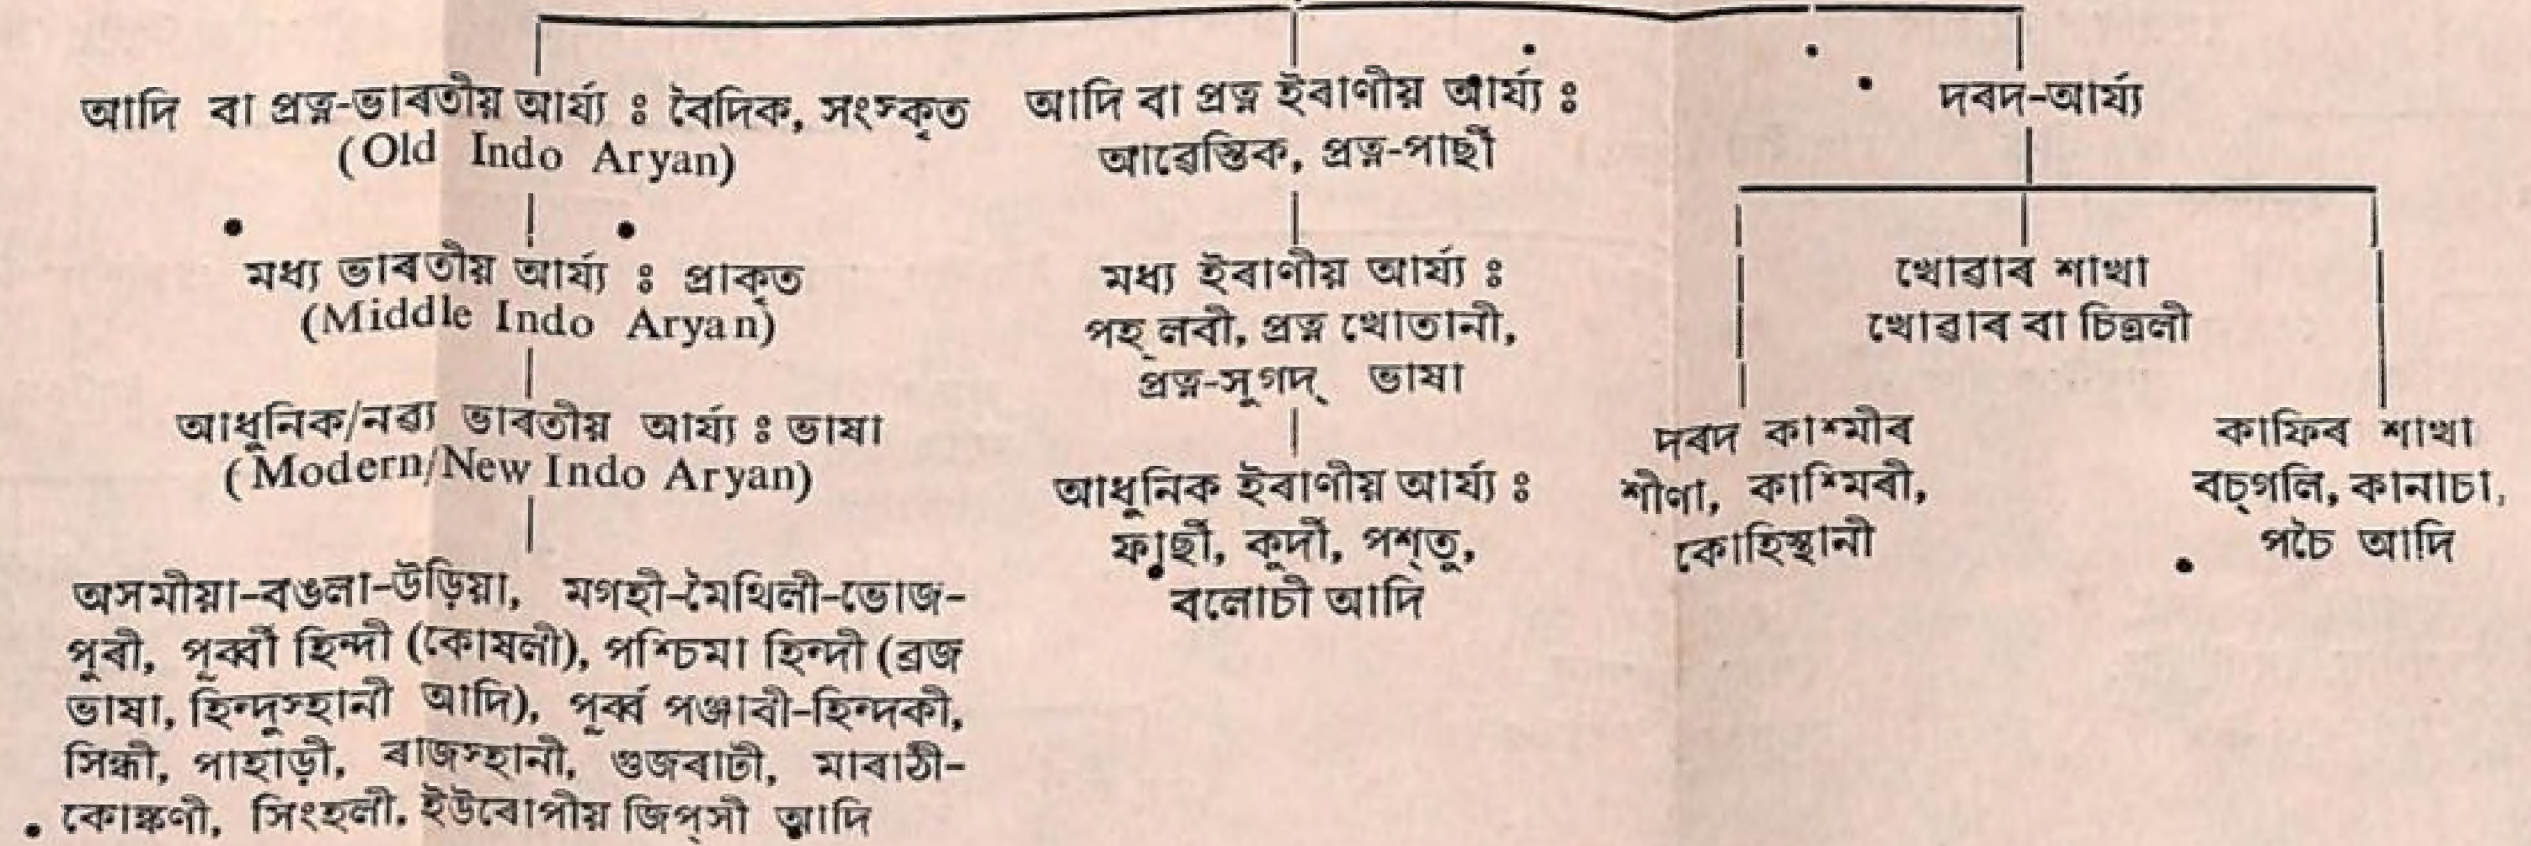 আদি বা প্ৰত্ন-ভাৰতীয় আৰ্য্য ঃ বৈদিক, সংস্কৃত
(Old Indo Aryan)
মধ্য ভাৰতীয় আৰ্য্য ঃ প্ৰাকৃত
(Middle Indo Aryan)
আধুনিক/নব্য ভাৰতীয় আৰ্য্য ঃ ভাষা
(Modern/New Indo Aryan)
অসমীয়া-বঙলা-উড়িয়া, মগহী-মৈথিলী-ভোজ-
পুৰী, পূৰ্ব্বী হিন্দী (কোষলী), পশ্চিমা হিন্দী (ব্ৰজ
ভাষা, হিন্দুস্হানী আদি), পূৰ্ব্ব পঞ্জাবী-হিন্দকী,
সিন্ধী, পাহাড়ী, ৰাজস্হানী, গুজৰাটী, মাৰাঠী-
কোঙ্কণী, সিংহলী, ইউৰোপীয় জিপ্‌সী আদি
আদি বা প্ৰত্ন ইৰাণীয় আৰ্য্য ঃ
আৱেস্তিক, প্ৰত্ন-পাৰ্ছী
মধ্য ইৰাণীয় আৰ্য্য ঃ
পহ্‌লবী, প্ৰত্ন খোতানী,
প্ৰত্ন-সুগদ্ ভাষা
আধুনিক ইৰাণীয় আৰ্য্য ঃ
ফাৰ্ছী, কুৰ্দী, পশ্‌তু,
বলোচী আদি
দৰদ-আৰ্য্য
দৰদ কাশ্মীৰ
শীণা, কাশ্মিৰী,
কোহিস্থানী
খোৱাৰ শাখা
খোৱাৰ বা চিত্ৰলী
কাফিৰ শাখা
বচ্‌গলি, কানাচা,
পচৈ আদি